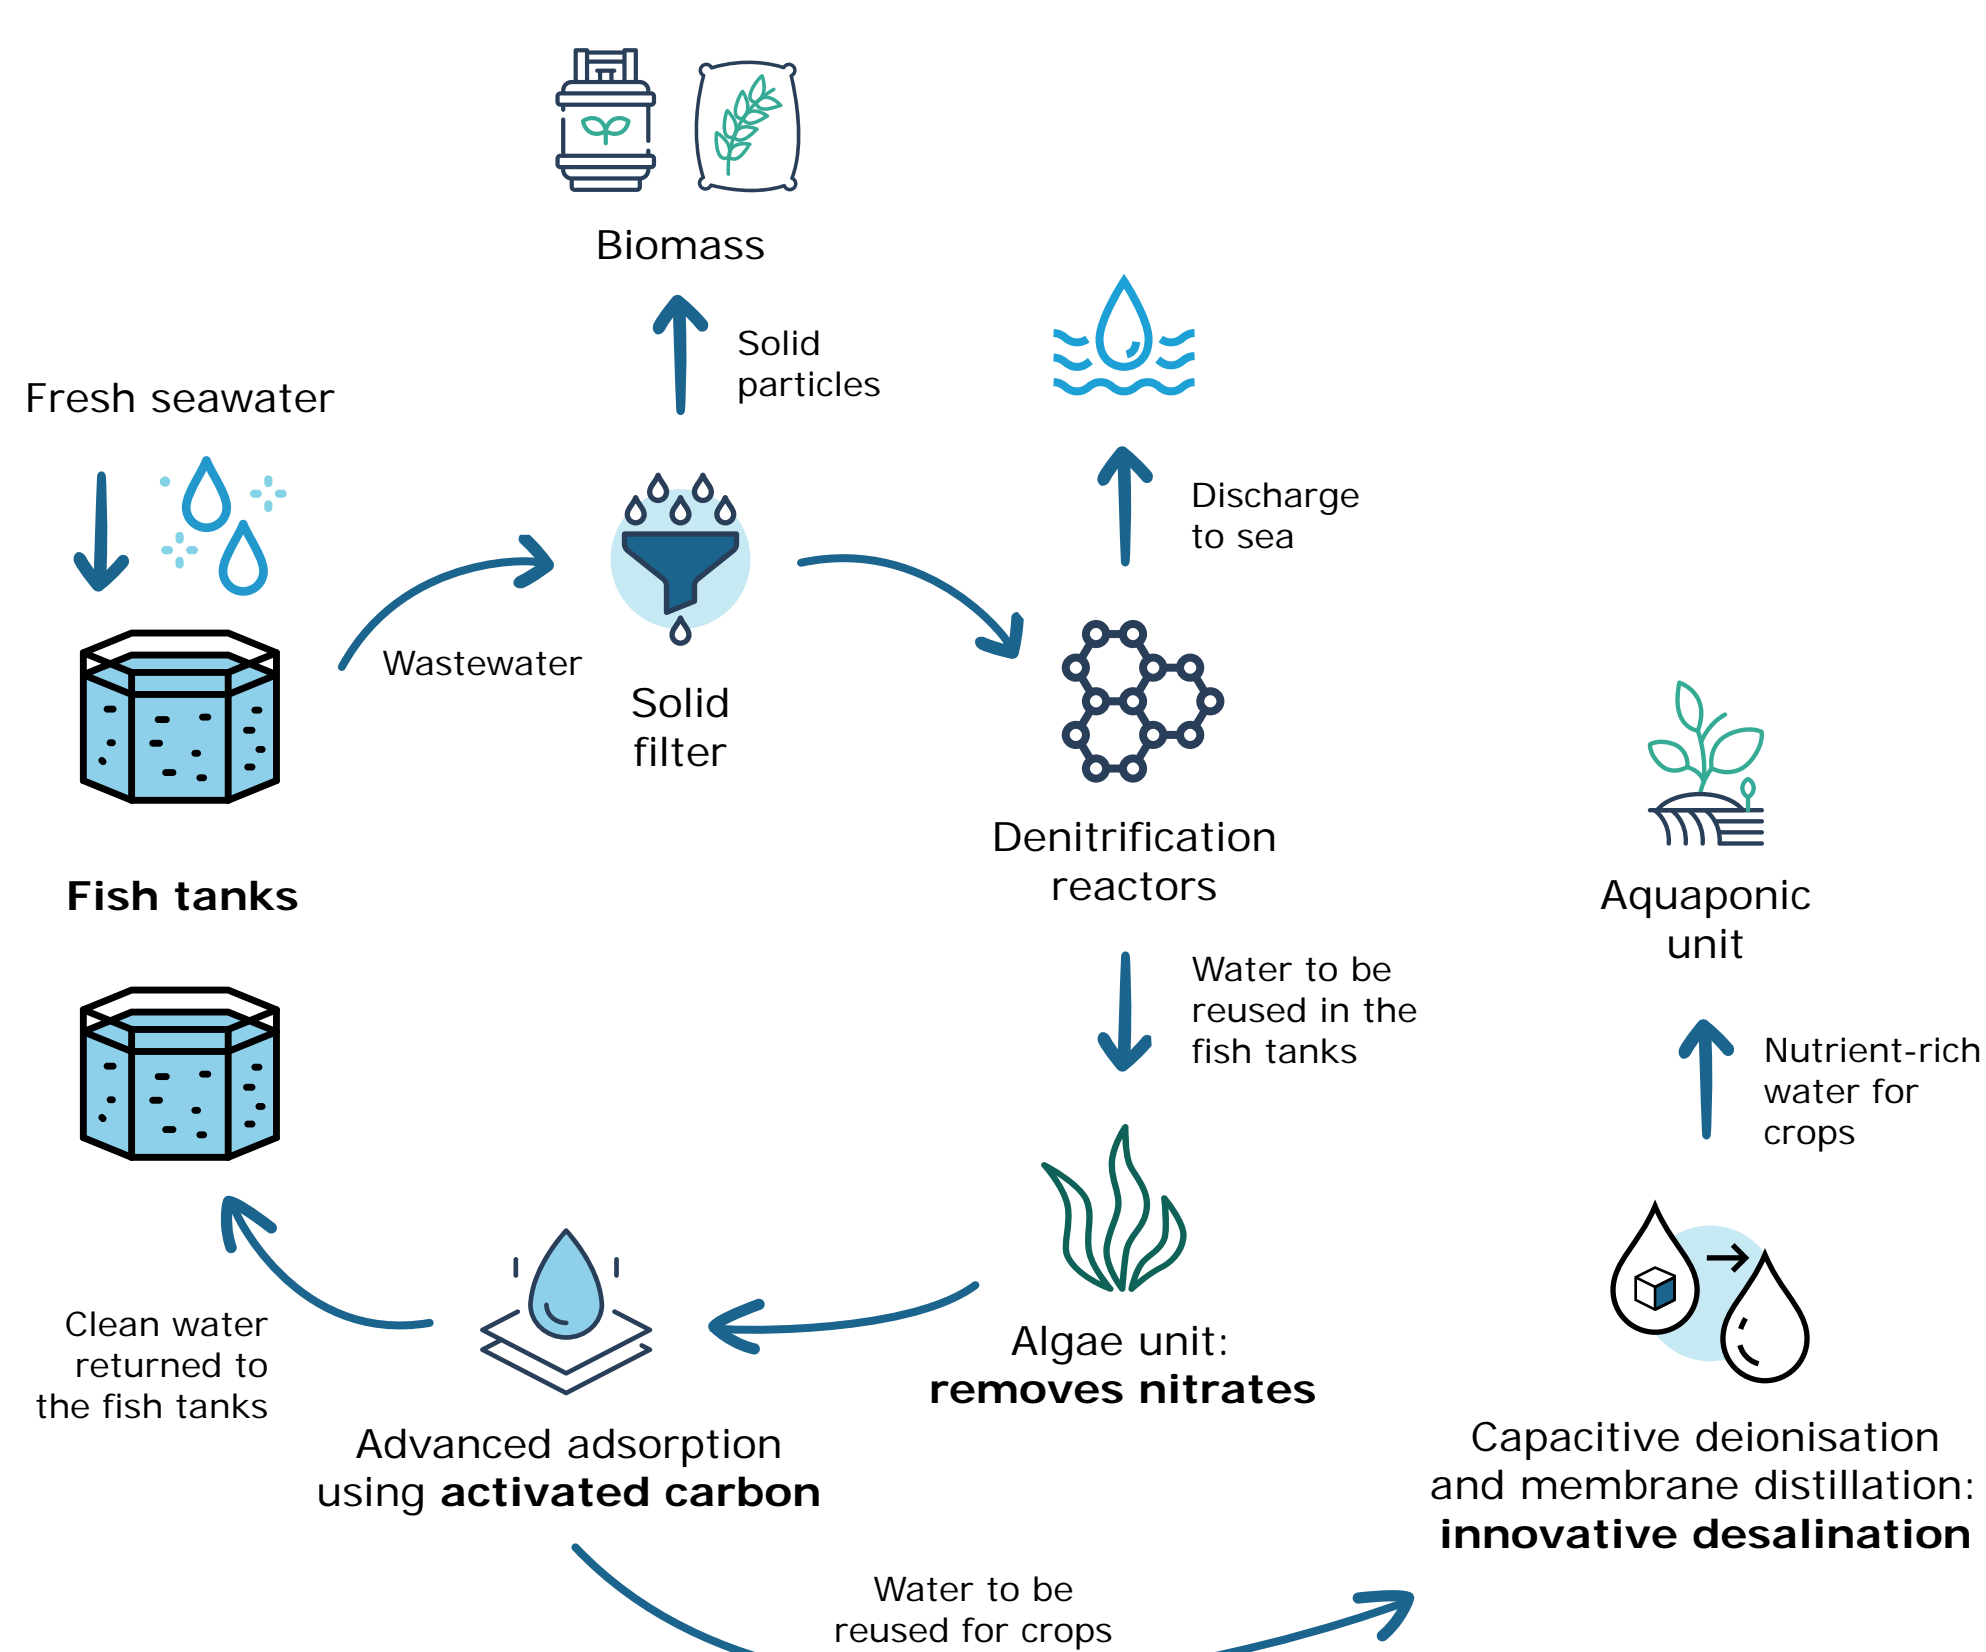 Biomass
Solid
particles
Fresh seawater
Discharge
to sea
Wastewater
Solid
filter
Denitrification
reactors
Fish tanks
Aquaponic
unit
Water to be
reused in the
fish tanks
Nutrient-rich
water for
crops
Clean water
returned to
the fish tanks
Algae unit:
removes nitrates
Advanced adsorption
using activated carbon
Capacitive deionisation
and membrane distillation:
innovative desalination
Water to be
reused for crops